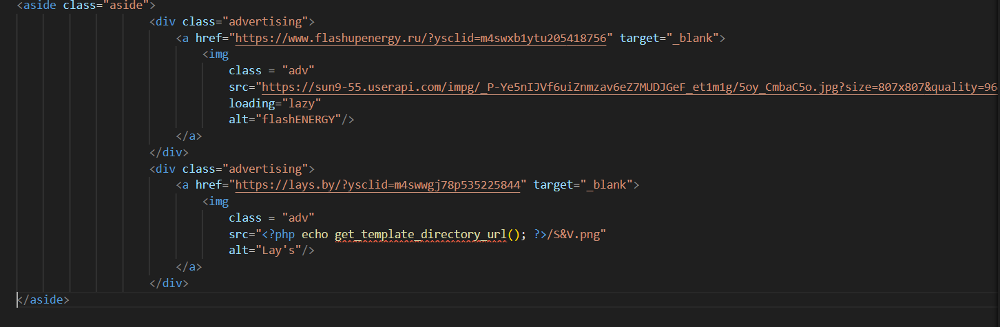 <aside class="aside">
<div class="advertising">
<a href="https://www.flashupenergy.ru/?ysclid=m4swxb1ytu205418756" target="_blank">
<img
class = "adv"
src="https://sun9-55.userapi.com/impg/_P-Ye5nIJVf6uiZnmzav6eZ7MUDJGeF_et1m1g/5oy_CmbaC5o.jpg?size=807x807&quality=96
loading="lazy"
alt="flashENERGY"/>
</a>
</div>
<div class="advertising">
<a href="https://lays.by/?ysclid=m4swwgj78p535225844" target="_blank">
<img
class = "adv"
src="<?php echo get_template_directory_url(); ?>/S&V.png"
alt="Lay's"/>
</a>
</div>
</aside>